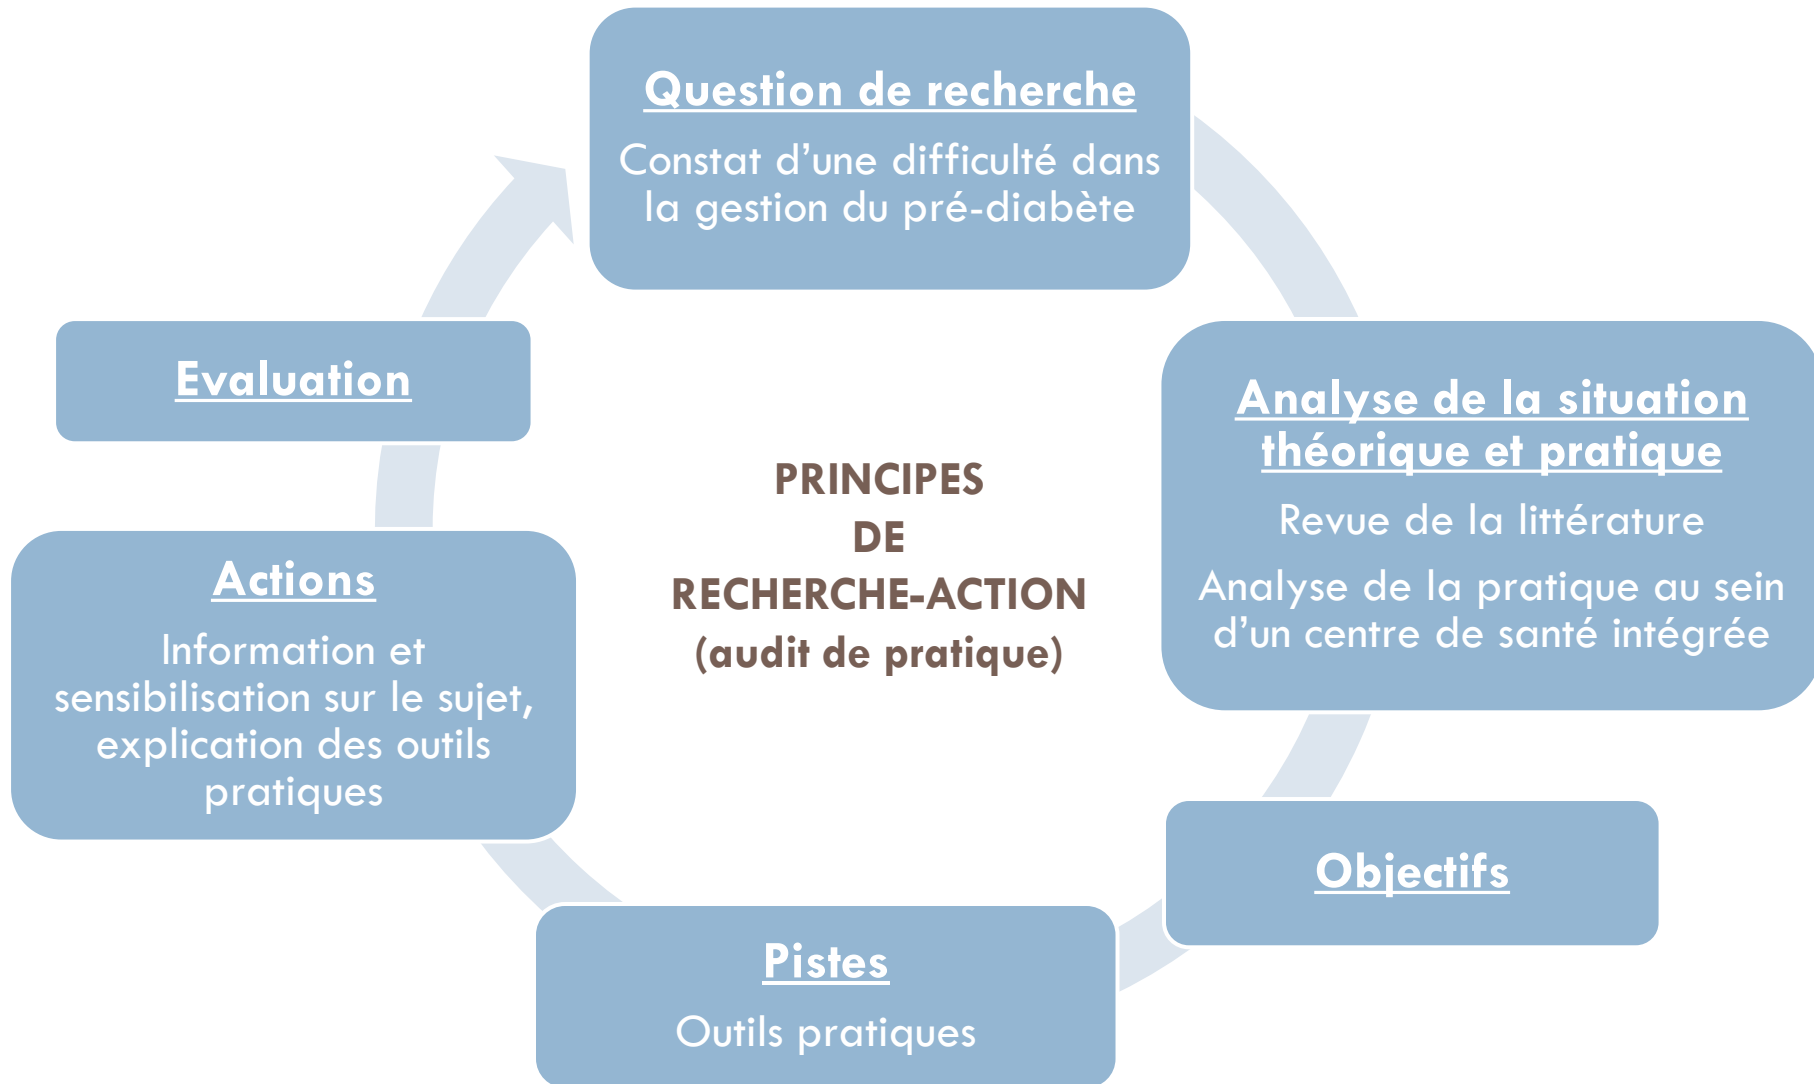 Question de recherche
Constat d’une difficulté dans
la gestion du pré-diabète
Analyse de la situation
théorique et pratique
Revue de la littérature
Analyse de la pratique au sein
d’un centre de santé intégrée
Objectifs
Pistes
Outils pratiques
Actions
Information et
sensibilisation sur le sujet,
explication des outils
pratiques
Evaluation
PRINCIPES
DE
RECHERCHE-ACTION
(audit de pratique)